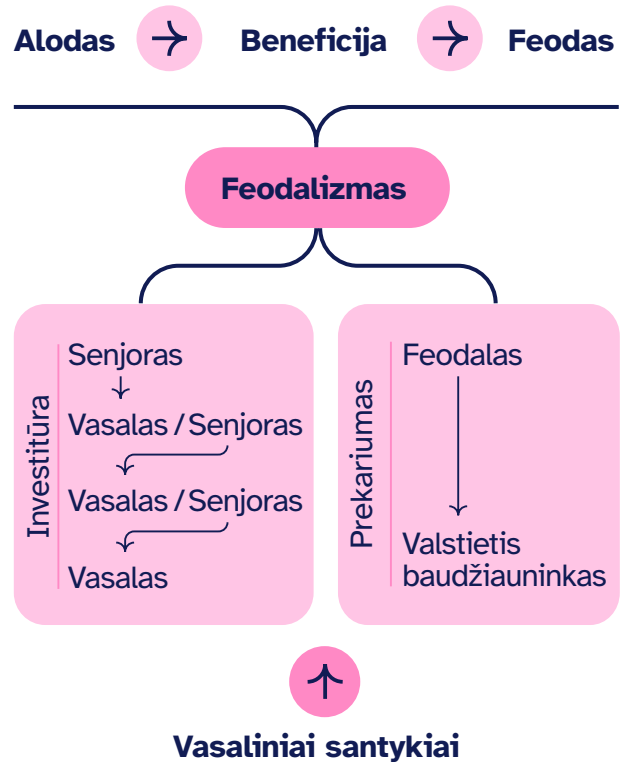 Alodas
Beneficija
Feodas
Feodalizmas
Investitūra
Senjoras
Vasalas / Senjoras
Vasalas / Senjoras
Vasalas
Prekariumas
Feodalas
Valstietis
baudžiauninkas
Vasaliniai santykiai